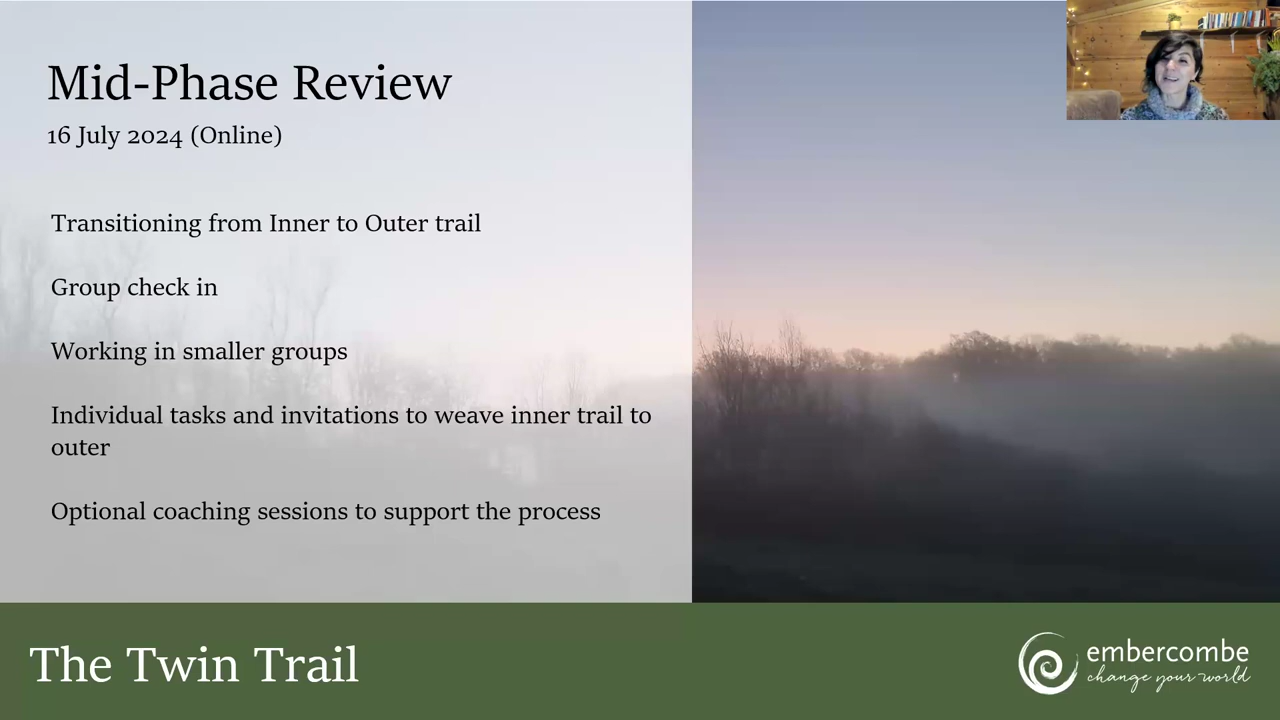 Mid-Phase Review
16 July 2024 (Online)
Transitioning from Inner to Outer trail
Group check in
Working in smaller groups
Individual tasks and invitations to weave inner trail to
outer
Optional coaching sessions to support the process
The Twin Trail
embercombe
change your world